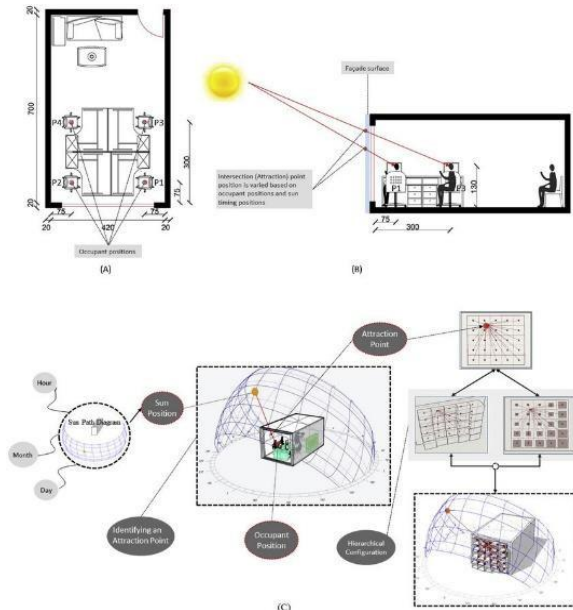 20
700
20
P4
P3
P2
P1
300
75
75
75
20
420
20
Occupant positions
(A)
Façade surface
Intersection (Attraction) point
position is varied based on
occupant positions and sun
timing positions
P1
P3
130
75
300
(B)
Hour
Month
Day
Sun Path Diagram
Sun
Position
Identifying an
Attraction Point
Occupant
Position
Attraction
Point
Hierarchical
Configuration
(C)